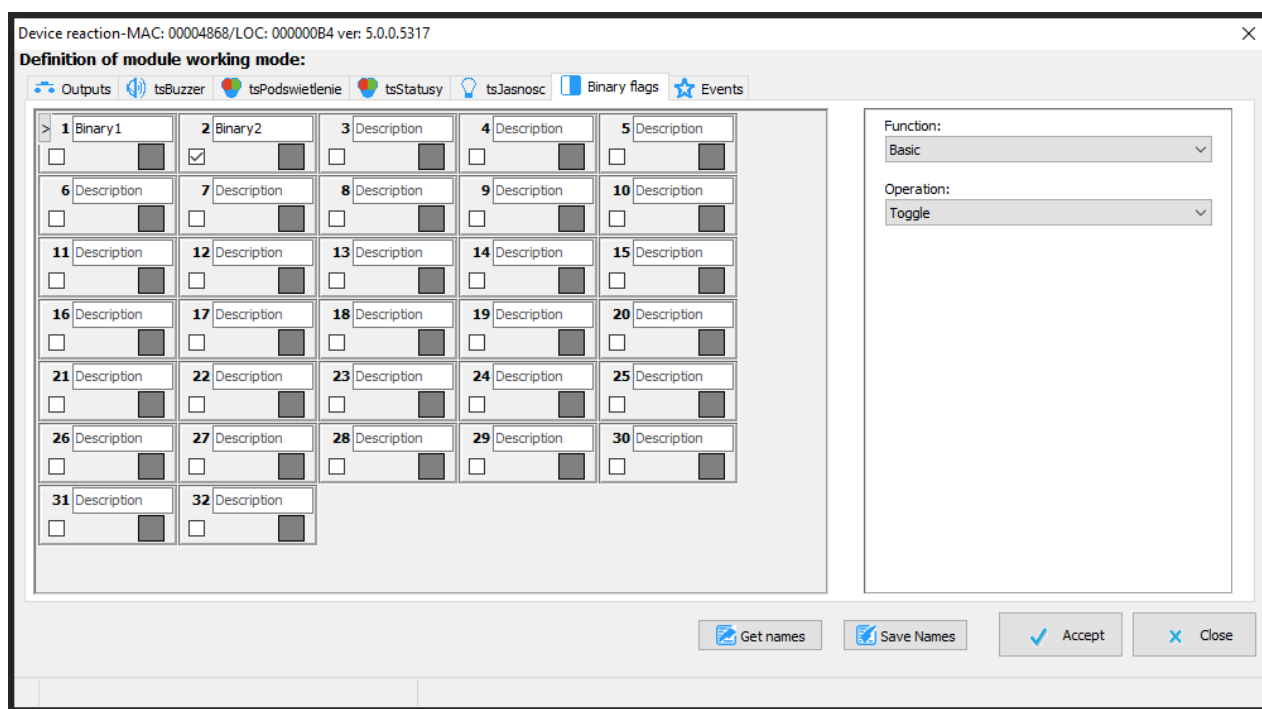 Device reaction-MAC: 00004868/LOC: 000000B4 ver: 5.0.0.5317
Definition of module working mode:
Outputs tsBuzzer tsPodswietlenie tsStatusy tsJasnosc Binary flags Events
> 1 Binary1 2 Binary2 3 Description 4 Description 5 Description
6 Description 7 Description 8 Description 9 Description 10 Description
11 Description 12 Description 13 Description 14 Description 15 Description
16 Description 17 Description 18 Description 19 Description 20 Description
21 Description 22 Description 23 Description 24 Description 25 Description
26 Description 27 Description 28 Description 29 Description 30 Description
31 Description 32 Description
Function:
Basic
Operation:
Toggle
Get names Save Names Accept Close